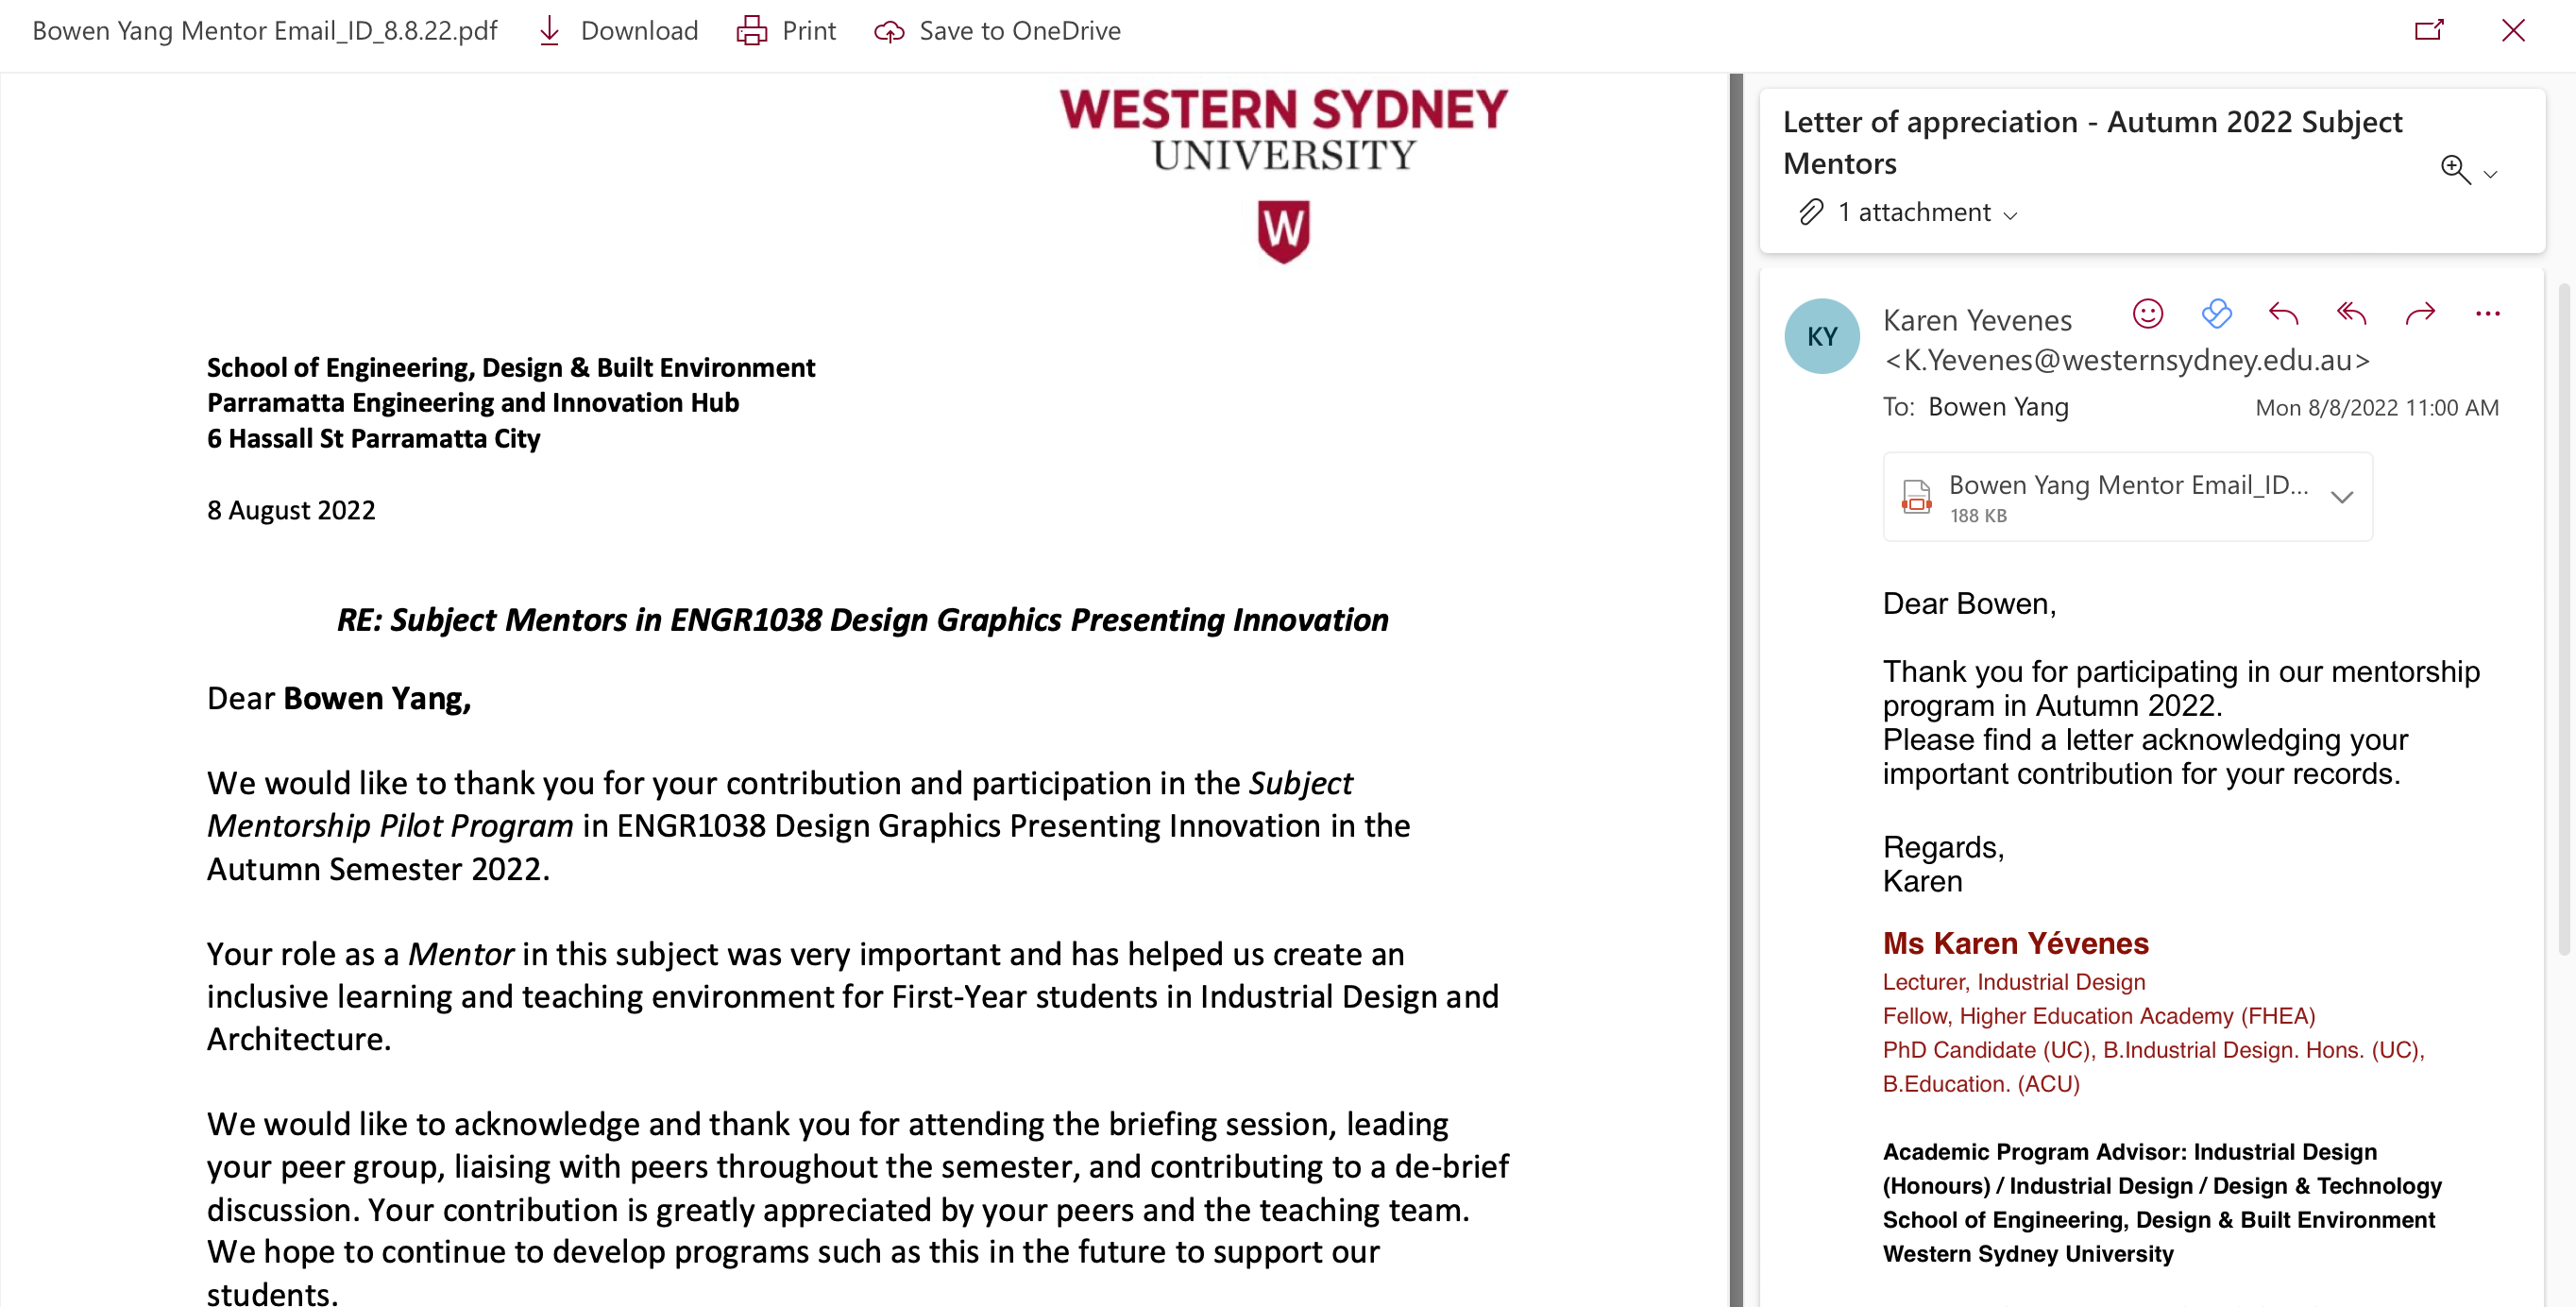 Bowen Yang Mentor Email_ID_8.8.22.pdf Download Print Save to OneDrive
WESTERN SYDNEY
UNIVERSITY
W
School of Engineering, Design & Built Environment
Parramatta Engineering and Innovation Hub
6 Hassall St Parramatta City
8 August 2022
RE: Subject Mentors in ENGR1038 Design Graphics Presenting Innovation
Dear Bowen Yang,
We would like to thank you for your contribution and participation in the Subject
Mentorship Pilot Program in ENGR1038 Design Graphics Presenting Innovation in the
Autumn Semester 2022.
Your role as a Mentor in this subject was very important and has helped us create an
inclusive learning and teaching environment for First-Year students in Industrial Design and
Architecture.
We would like to acknowledge and thank you for attending the briefing session, leading
your peer group, liaising with peers throughout the semester, and contributing to a de-brief
discussion. Your contribution is greatly appreciated by your peers and the teaching team.
We hope to continue to develop programs such as this in the future to support our
students.
Letter of appreciation - Autumn 2022 Subject
Mentors
1 attachment
KY
Karen Yevenes
<K.Yevenes@westernsydney.edu.au>
To: Bowen Yang Mon 8/8/2022 11:00 AM
Bowen Yang Mentor Email_ID...
188 KB
Dear Bowen,
Thank you for participating in our mentorship
program in Autumn 2022.
Please find a letter acknowledging your
important contribution for your records.
Regards,
Karen
Ms Karen Yévenes
Lecturer, Industrial Design
Fellow, Higher Education Academy (FHEA)
PhD Candidate (UC), B.Industrial Design. Hons. (UC),
B.Education. (ACU)
Academic Program Advisor: Industrial Design
(Honours) / Industrial Design / Design & Technology
School of Engineering, Design & Built Environment
Western Sydney University